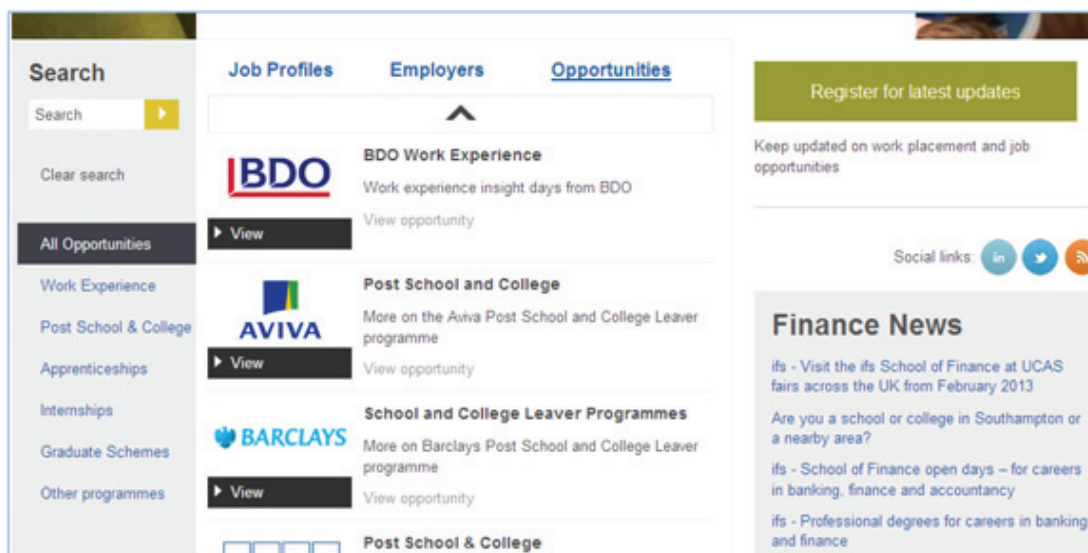 Search
Search
Clear search
All Opportunities
Work Experience
Post School & College
Apprenticeships
Internships
Graduate Schemes
Other programmes
Job Profiles Employers Opportunities
BDO
View
BDO Work Experience
Work experience insight days from BDO
View opportunity
AVIVA
View
Post School and College
More on the Aviva Post School and College Leaver
programme
View opportunity
BARCLAYS
View
School and College Leaver Programmes
More on Barclays Post School and College Leaver
programme
View opportunity
Post School & College
Register for latest updates
Keep updated on work placement and job
opportunities
Social links: in
Finance News
ifs - Visit the ifs School of Finance at UCAS
fairs across the UK from February 2013
Are you a school or college in Southampton or
a nearby area?
ifs - School of Finance open days – for careers
in banking, finance and accountancy
ifs - Professional degrees for careers in banking
and finance